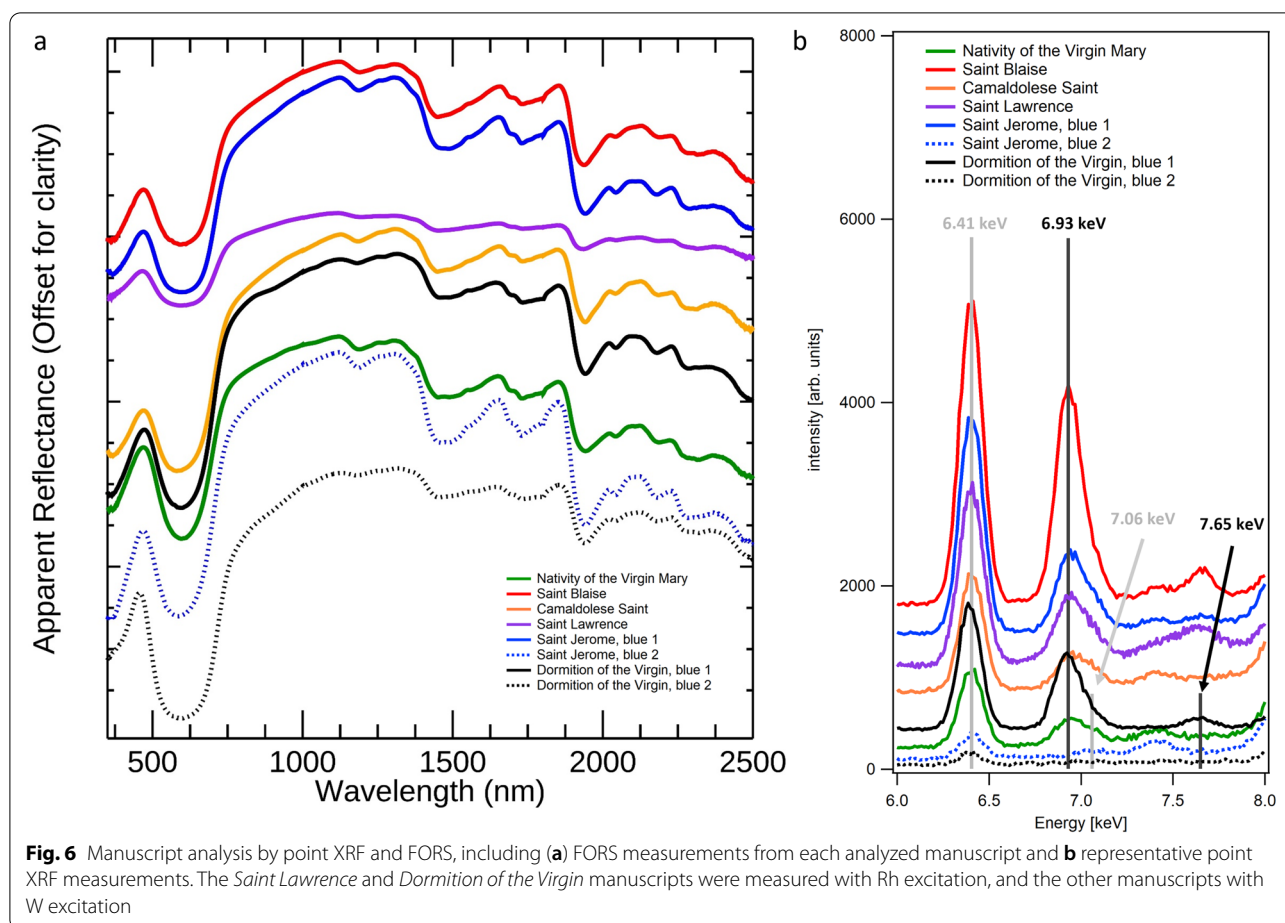 a
Apparent Reflectance (Offset for clarity)
Nativity of the Virgin Mary
Saint Blaise
Camaldolese Saint
Saint Lawrence
Saint Jerome, blue 1
Saint Jerome, blue 2
Dormition of the Virgin, blue 1
Dormition of the Virgin, blue 2
500 1000 1500 2000 2500
Wavelength (nm)
b
8000
6000
4000
2000
0
intensity [arb. units]
Nativity of the Virgin Mary
Saint Blaise
Camaldolese Saint
Saint Lawrence
Saint Jerome, blue 1
Saint Jerome, blue 2
Dormition of the Virgin, blue 1
Dormition of the Virgin, blue 2
6.41 keV 6.93 keV
7.06 keV
7.65 keV
6.0 6.5 7.0 7.5 8.0
Energy [keV]
Fig. 6 Manuscript analysis by point XRF and FORS, including (a) FORS measurements from each analyzed manuscript and b representative point
XRF measurements. The Saint Lawrence and Dormition of the Virgin manuscripts were measured with Rh excitation, and the other manuscripts with
W excitation